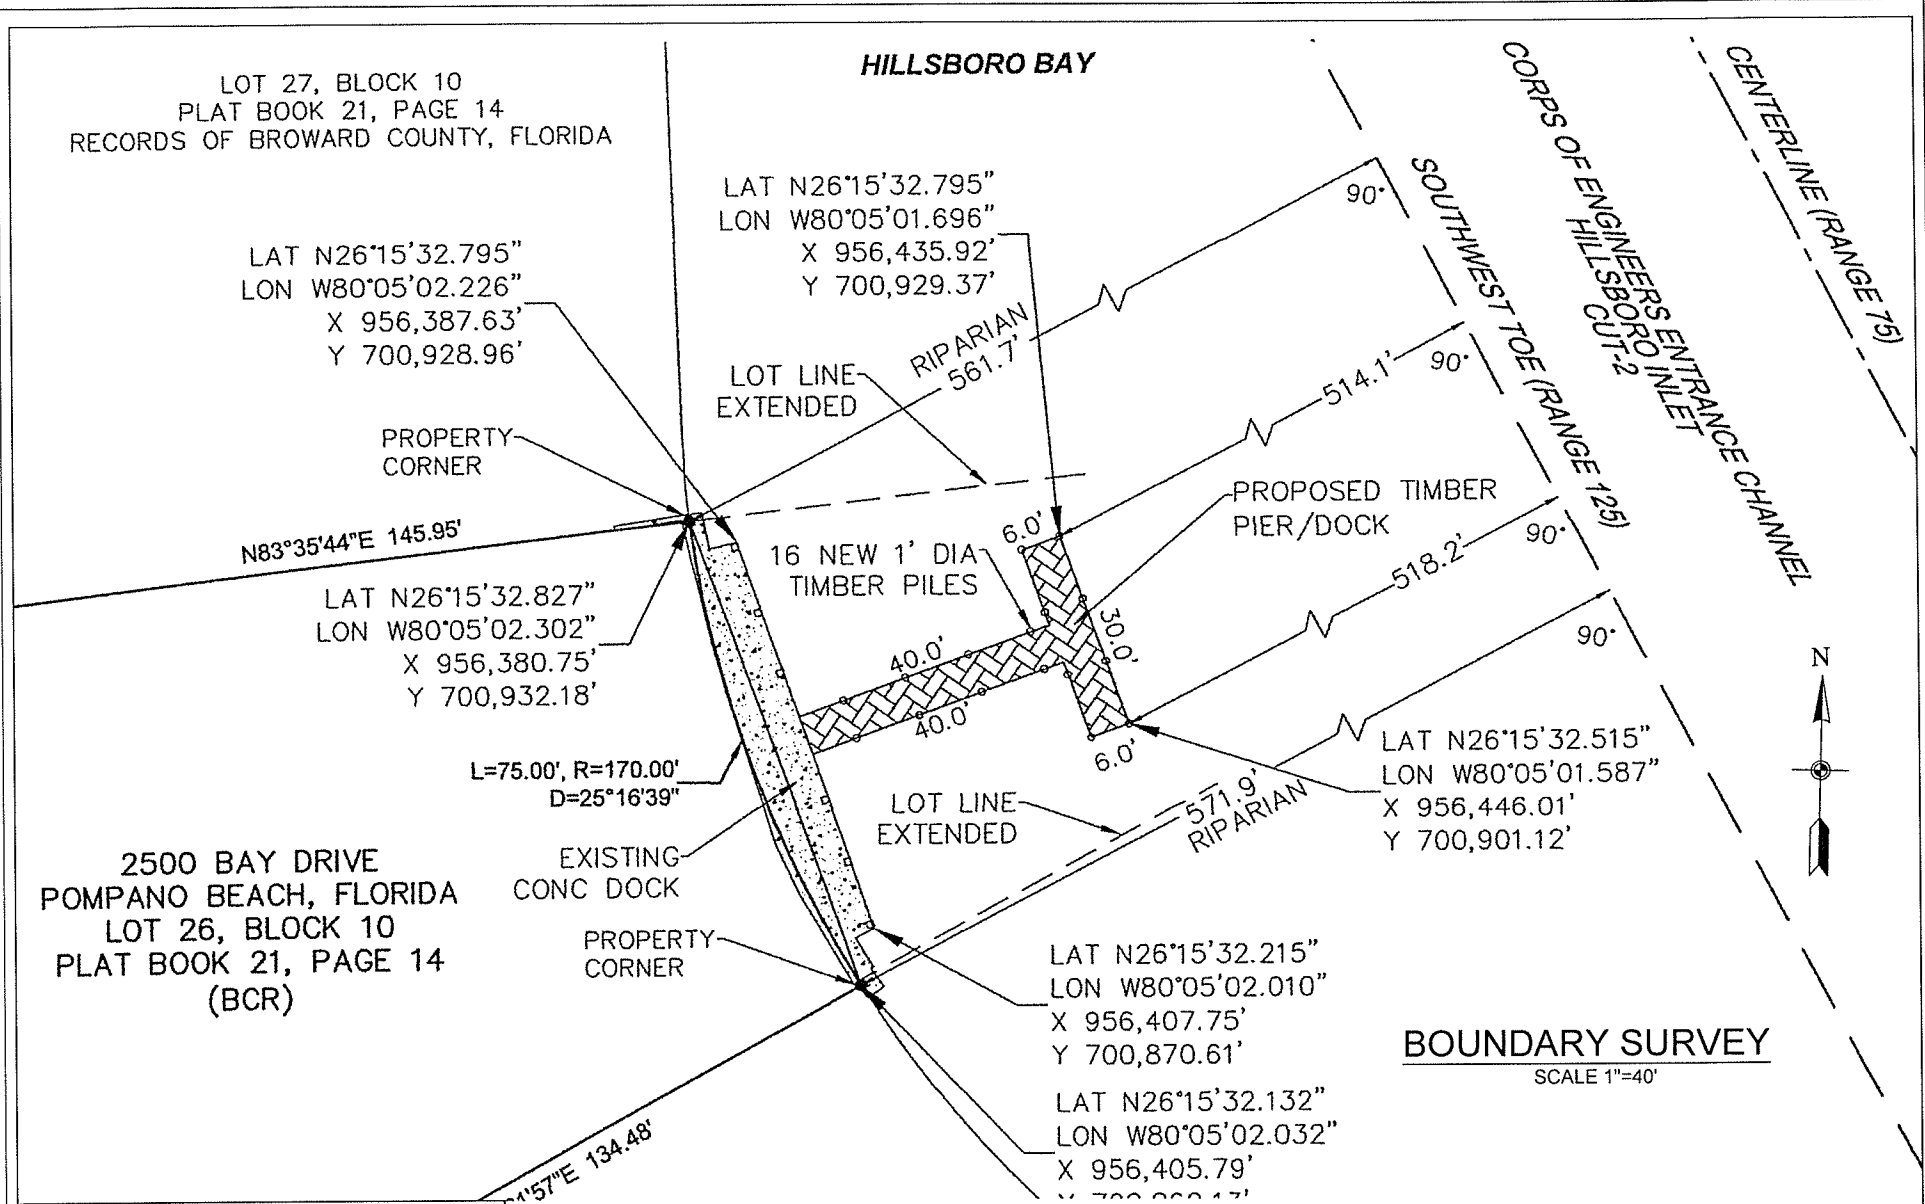 HILLSBORO BAY
LOT 27, BLOCK 10
PLAT BOOK 21, PAGE 14
RECORDS OF BROWARD COUNTY, FLORIDA
LAT N26°15'32.795"
LON W80°05'01.696"
X 956,435.92'
Y 700,929.37'
LAT N26°15'32.795"
LON W80°05'02.226"
X 956,387.63'
Y 700,928.96'
CORPS OF ENGINEERS ENTRANCE CHANNEL
HILLSBORO INLET
CUT-2
CENTERLINE (RANGE 75)
SOUTHWEST TOE (RANGE 125)
90°
RIPARIAN
561.7'
LOT LINE
EXTENDED
514.1'
90°
PROPERTY
CORNER
N83°35'44"E 145.95'
PROPOSED TIMBER
PIER/DOCK
6.0'
16 NEW 1' DIA
TIMBER PILES
518.2'
90°
LAT N26°15'32.827"
LON W80°05'02.302"
X 956,380.75'
Y 700,932.18'
30.0'
40.0'
40.0'
6.0'
90°
N
L=75.00', R=170.00'
D=25°16'39"
LAT N26°15'32.515"
LON W80°05'01.587"
X 956,446.01'
Y 700,901.12'
LOT LINE
EXTENDED
571.9'
RIPARIAN
EXISTING
CONC DOCK
2500 BAY DRIVE
POMPANO BEACH, FLORIDA
LOT 26, BLOCK 10
PLAT BOOK 21, PAGE 14
(BCR)
PROPERTY
CORNER
LAT N26°15'32.215"
LON W80°05'02.010"
X 956,407.75'
Y 700,870.61'
BOUNDARY SURVEY
SCALE 1"=40'
LAT N26°15'32.132"
LON W80°05'02.032"
X 956,405.79'
1'57"E 134.48'